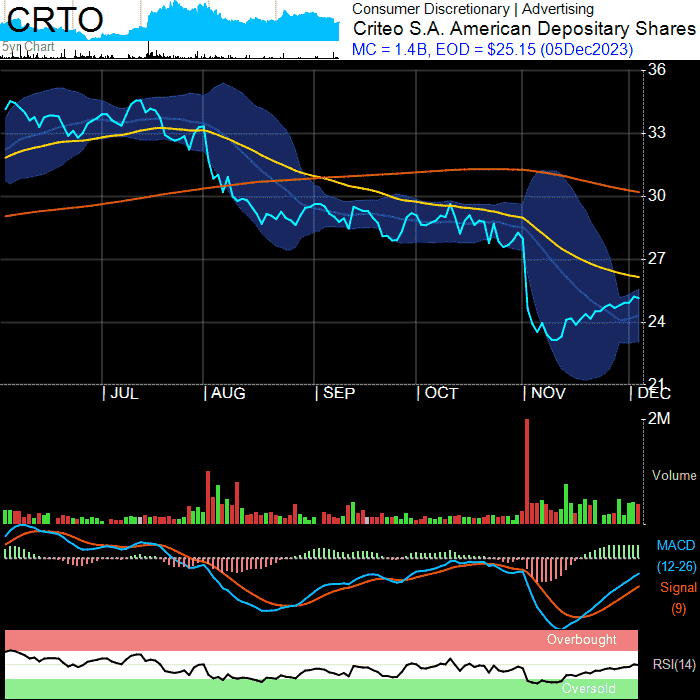 CRTO
Consumer Discretionary | Advertising
Criteo S.A. American Depositary Shares
5yr Chart
MC = 1.4B, EOD = $25.15 (05Dec2023)
36
33
30
27
24
21
| JUL | AUG | SEP | OCT | NOV | DEC
2M
Volume
MACD
(12-26)
Signal
(9)
Overbought
RSI(14)
Oversold